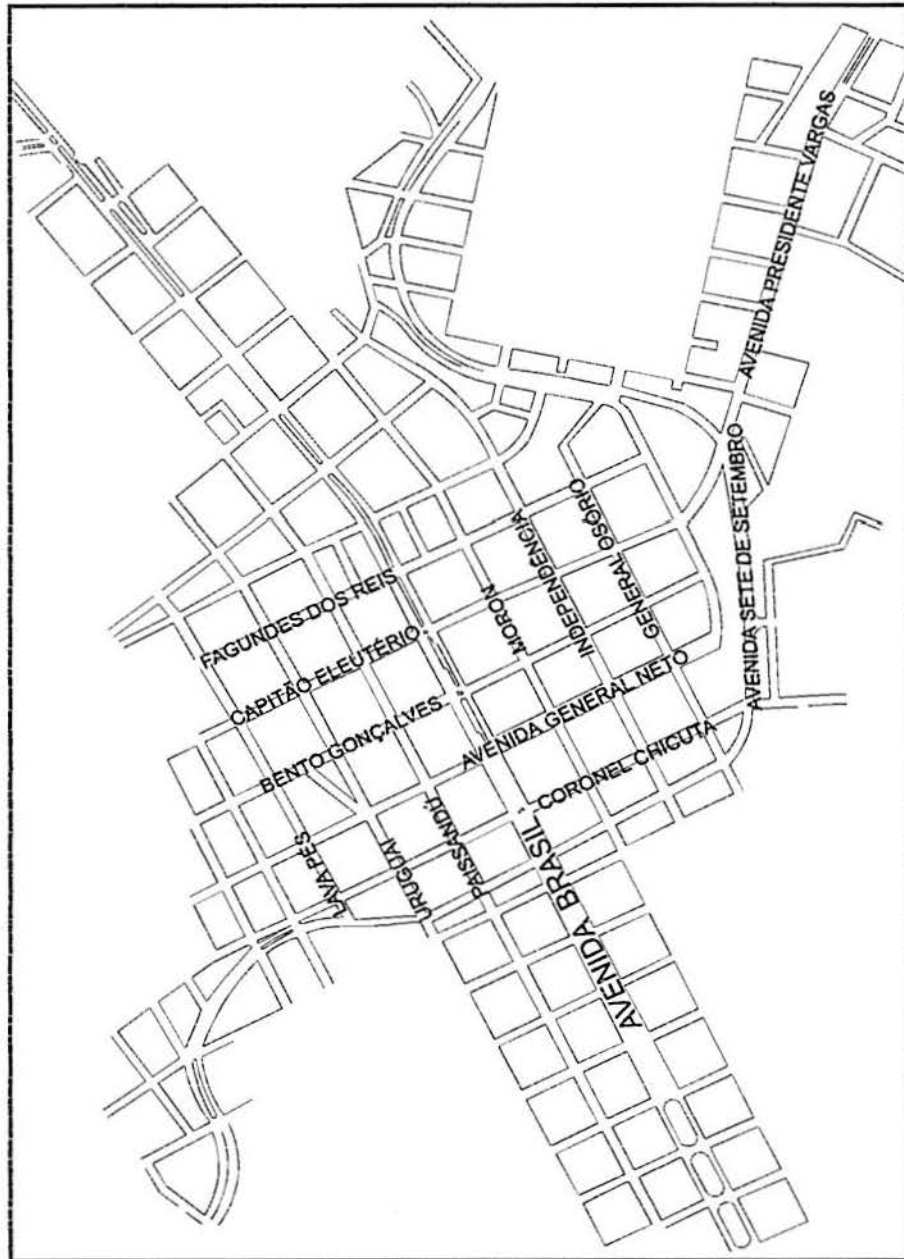 AVENIDA PRESIDENTE VARGAS
AVENIDA SETE DE SETEMBRO
GENERAL OSÓRIO
INDEPENDÊNCIA
MORON
FAGUNDES DOS REIS
CAPITÃO ELEUTÉRIO
BENTO GONÇALVES
AVENIDA GENERAL NETO
CORONEL CHICUTA
LAVA PÉS
URUGUAI
PAISSANDÚ
AVENIDA BRASIL